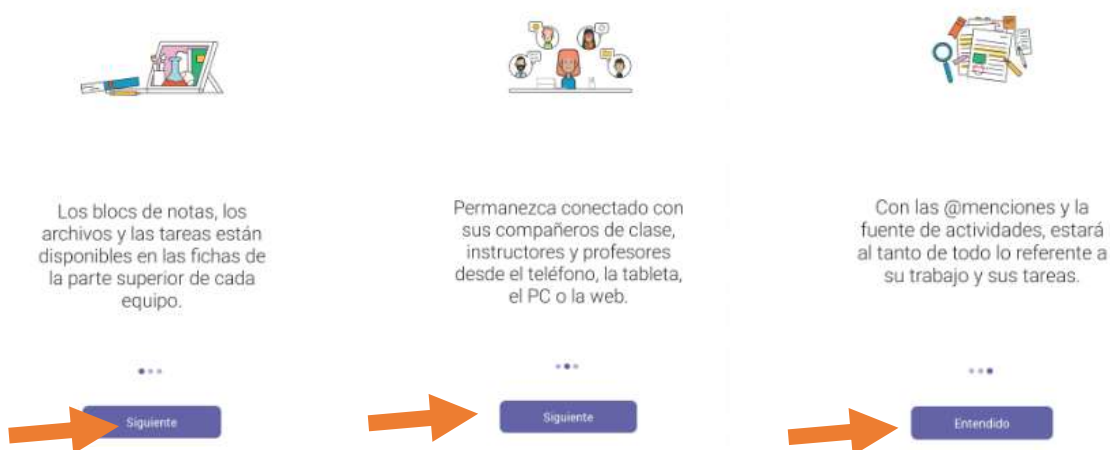 Los blocs de notas, los
archivos y las tareas están
disponibles en las fichas de
la parte superior de cada
equipo.
Siguiente
Permanezca conectado con
sus compañeros de clase,
instructores y profesores
desde el teléfono, la tableta,
el PC o la web.
Siguiente
Con las @menciones y la
fuente de actividades, estará
al tanto de todo lo referente a
su trabajo y sus tareas.
Entendido